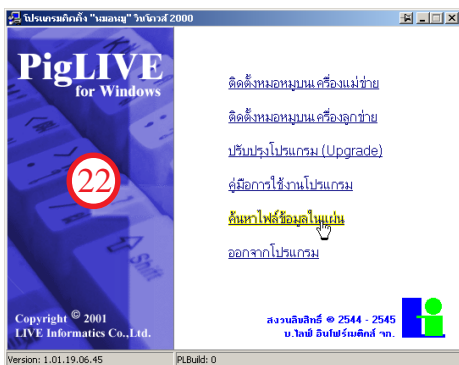 โปรแกรมติดตั้ง "หมอหมู" วินโดวส์ 2000
PigLIVE
for Windows
ติดตั้งหมอหมูบนเครื่องแม่ข่าย
ติดตั้งหมอหมูบนเครื่องลูกข่าย
ปรับปรุงโปรแกรม (Upgrade)
22
คู่มือการใช้งานโปรแกรม
ค้นหาไฟล์ข้อมูลในแผ่น
ออกจากโปรแกรม
Shift
Copyright © 2001
LIVE Informatics Co.,Ltd.
สงวนลิขสิทธิ์ © 2544 - 2545
บ.ไลฟ์ อินโฟร์เมติกส์ จก.
Version: 1.01.19.06.45
PLBuild: 0